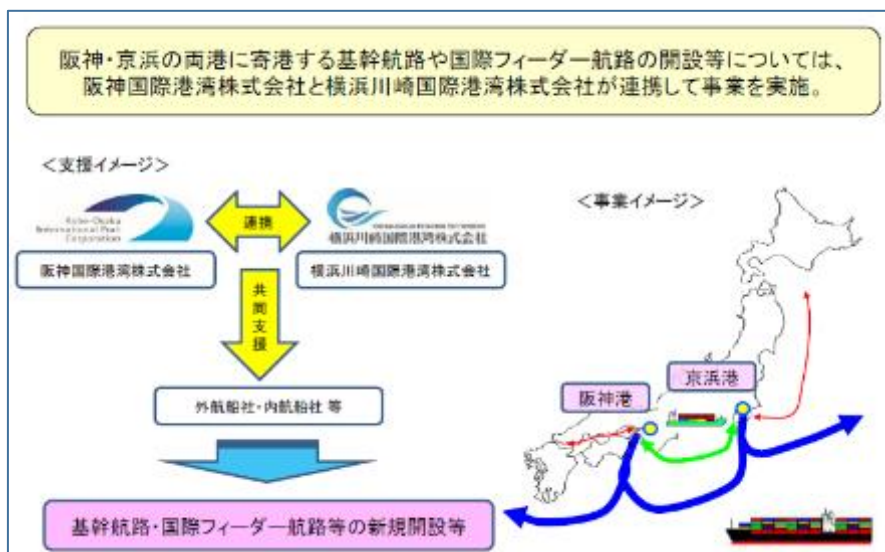 阪神・京浜の両港に寄港する基幹航路や国際フィーダー航路の開設等については、
阪神国際港湾株式会社と横浜川崎国際港湾株式会社が連携して事業を実施。
＜支援イメージ＞
Kobe-Osaka
International Port
Corporation
連携
横浜川崎国際港湾株式会社
＜事業イメージ＞
阪神国際港湾株式会社
横浜川崎国際港湾株式会社
共同支援
京浜港
阪神港
外航船社・内航船社 等
基幹航路・国際フィーダー航路等の新規開設等